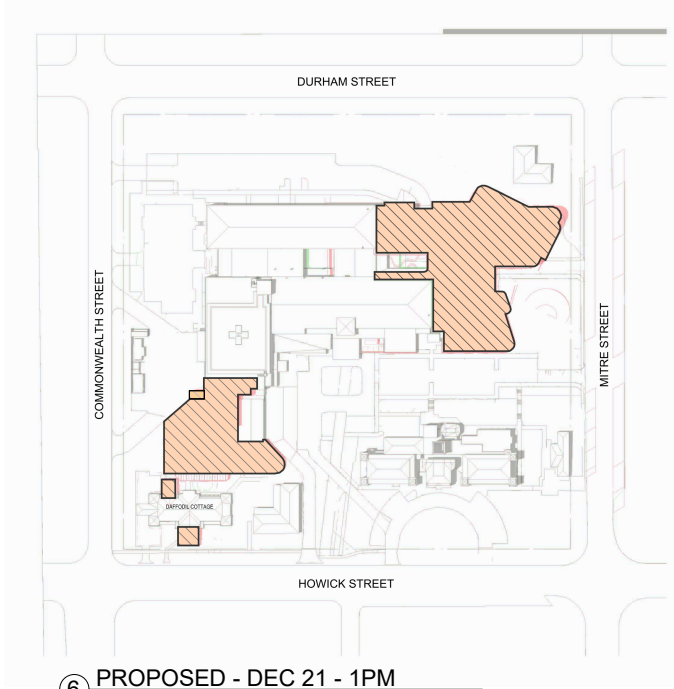 DURHAM STREET
COMMONWEALTH STREET
MITRE STREET
DAFFODIL COTTAGE
HOWICK STREET
6 PROPOSED - DEC 21 - 1PM